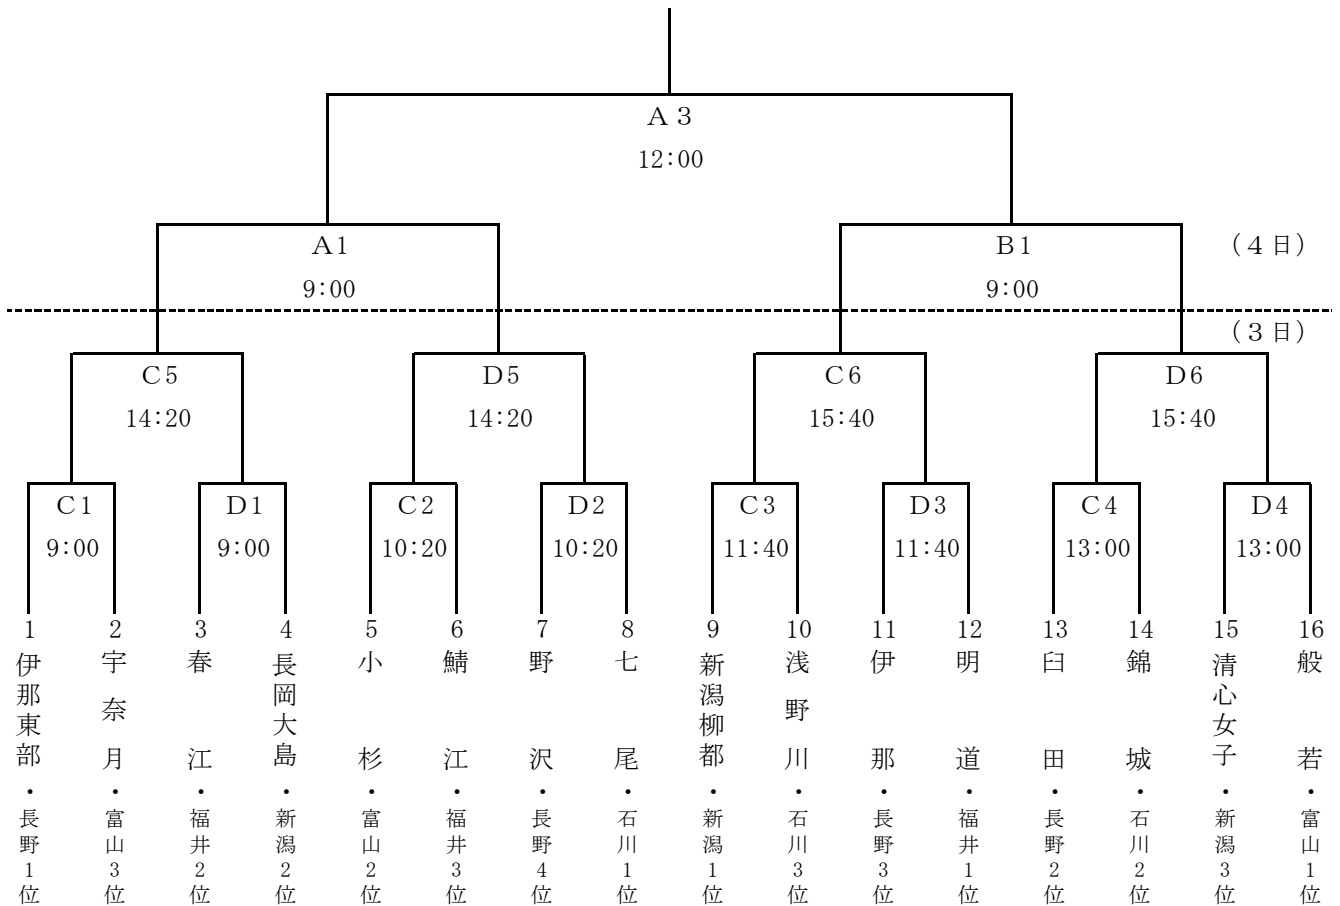 A3
12:00
A1
9:00
B1
9:00
(4日)
(3日)
C5
14:20
D5
14:20
C6
15:40
D6
15:40
C1
9:00
D1
9:00
C2
10:20
D2
10:20
C3
11:40
D3
11:40
C4
13:00
D4
13:00
1
伊那東部・長野1位
2
宇奈月・富山3位
3
春江・福井2位
4
長岡大島・新潟2位
5
小杉・富山2位
6
鯖江・福井3位
7
野沢・長野4位
8
七尾・石川1位
9
新潟柳都・新潟1位
10
浅野川・石川3位
11
伊那・長野3位
12
明道・福井1位
13
臼田・長野2位
14
錦城・石川2位
15
清心女子・新潟3位
16
般若・富山1位